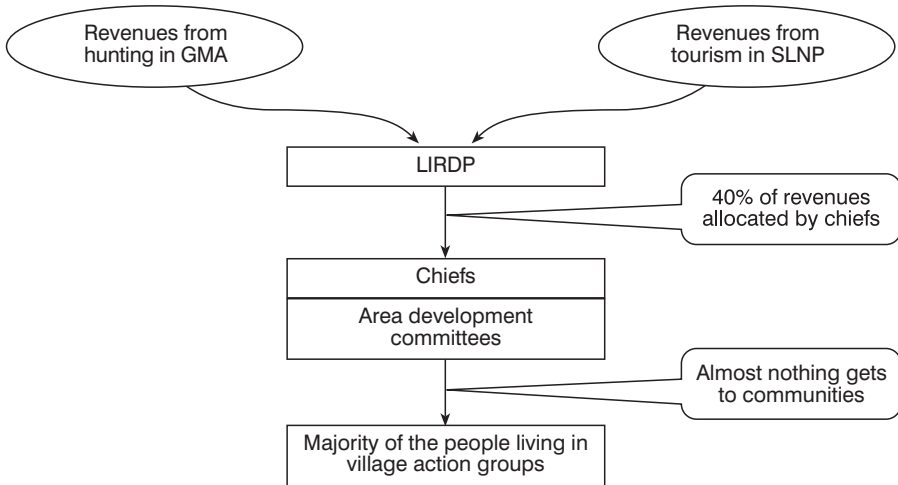 Revenues from
hunting in GMA
Revenues from
tourism in SLNP
LIRDP
40% of revenues
allocated by chiefs
Chiefs
Area development
committees
Almost nothing gets
to communities
Majority of the people living in
village action groups